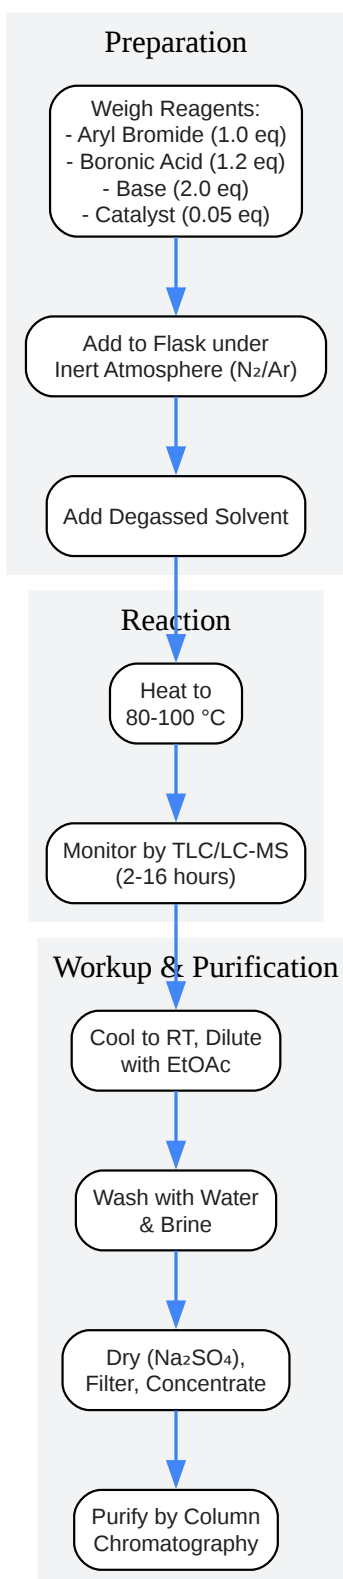 Preparation
Weigh Reagents:
- Aryl Bromide (1.0 eq)
- Boronic Acid (1.2 eq)
- Base (2.0 eq)
- Catalyst (0.05 eq)
Add to Flask under
Inert Atmosphere (N₂/Ar)
Add Degassed Solvent
Reaction
Heat to
80-100 °C
Monitor by TLC/LC-MS
(2-16 hours)
Workup & Purification
Cool to RT, Dilute
with EtOAc
Wash with Water
& Brine
Dry (Na₂SO₄),
Filter, Concentrate
Purify by Column
Chromatography